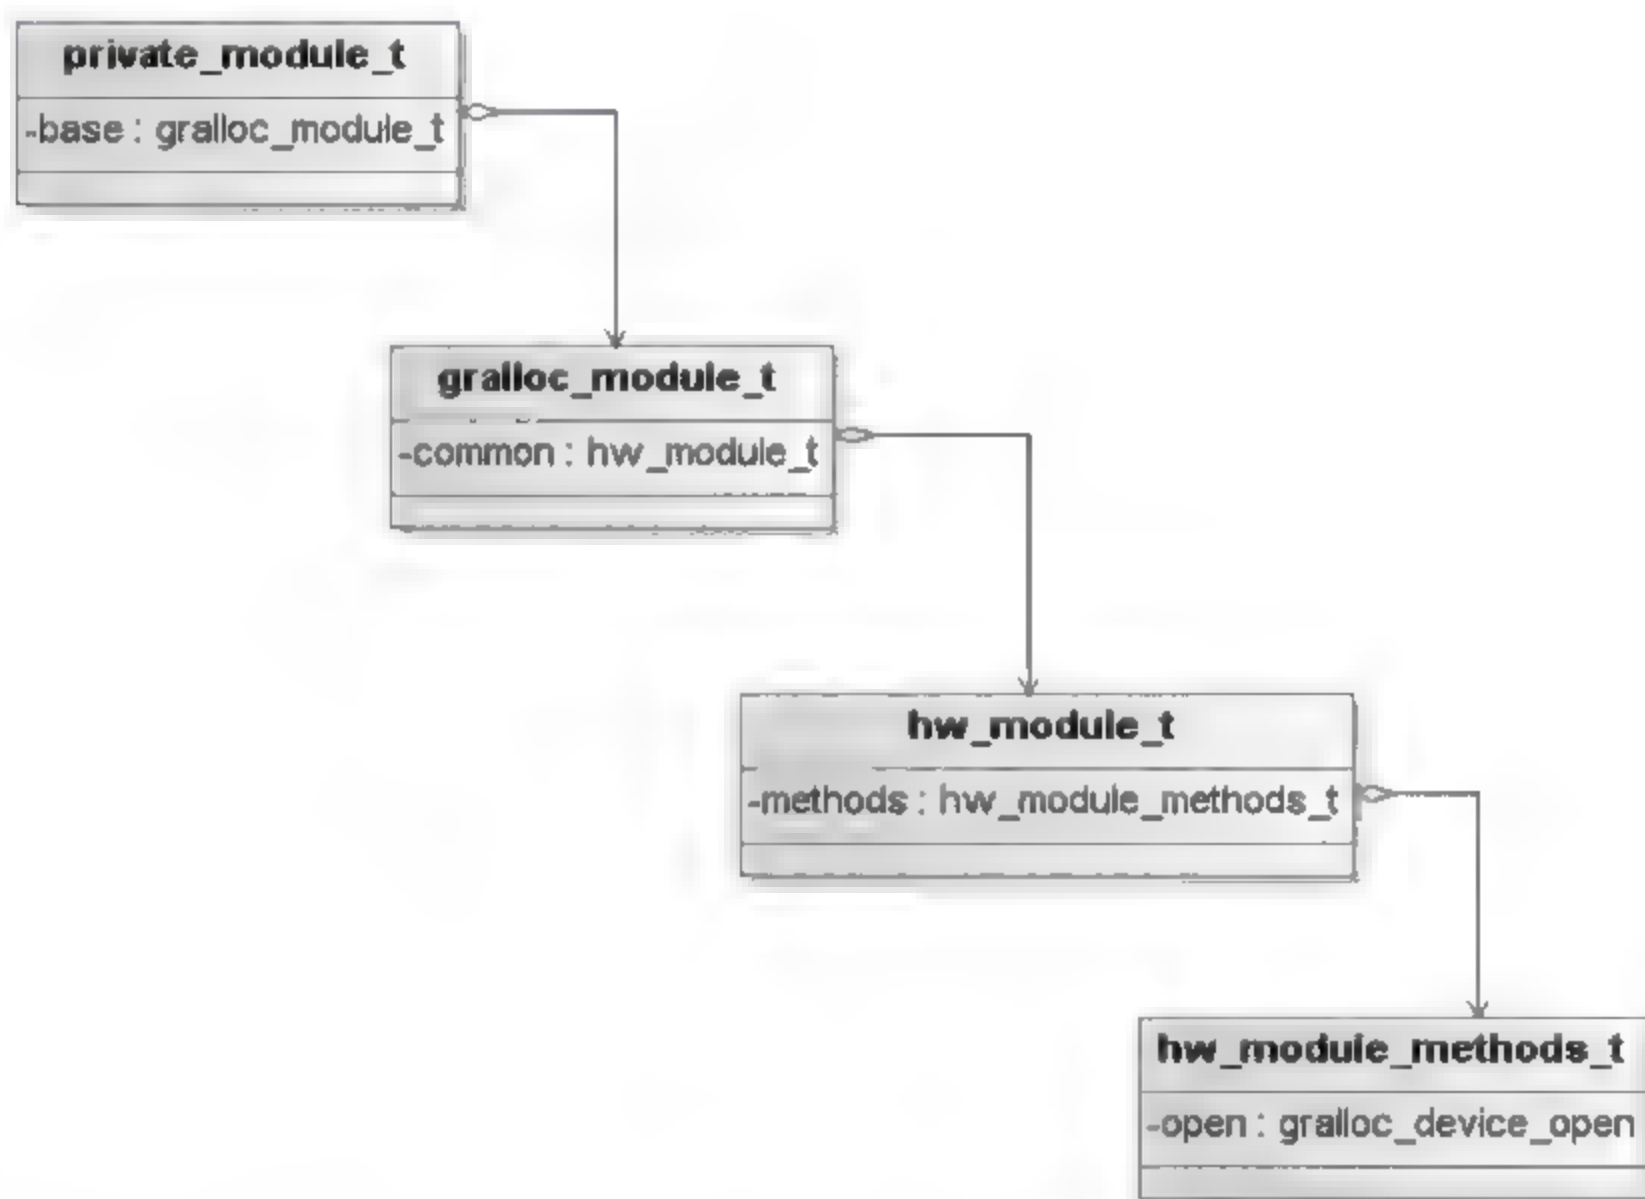 private_module_t
-base : gralloc_module_t
gralloc_module_t
-common : hw_module_t
hw_module_t
-methods : hw_module_methods_t
hw_module_methods_t
-open : gralloc_device_open